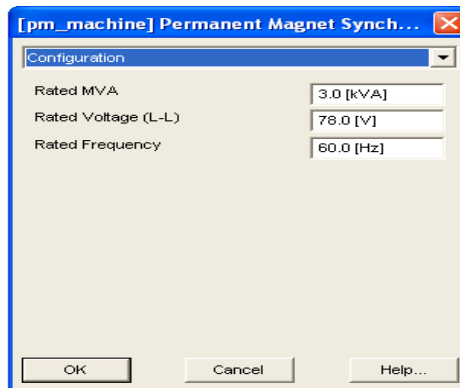 [pm_machine] Permanent Magnet Synch...
Configuration
Rated MVA 3.0 [kVA]
Rated Voltage (L-L) 78.0 [V]
Rated Frequency 60.0 [Hz]
OK Cancel Help...